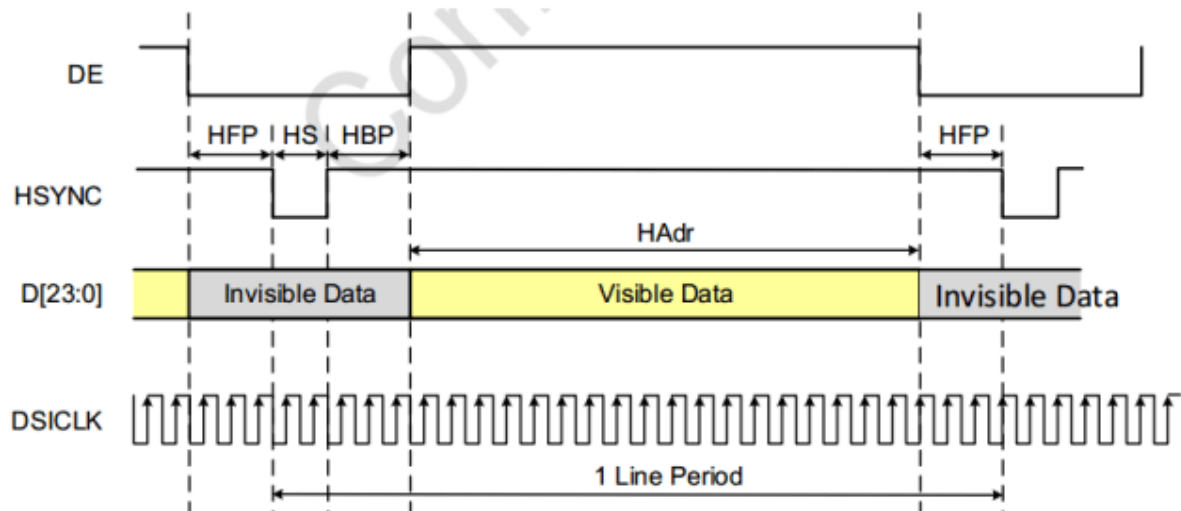 Con
DE
HFP HS HBP HFP
HSYNC
HAdr
D[23:0] Invisible Data Visible Data Invisible Data
DSICLK
1 Line Period